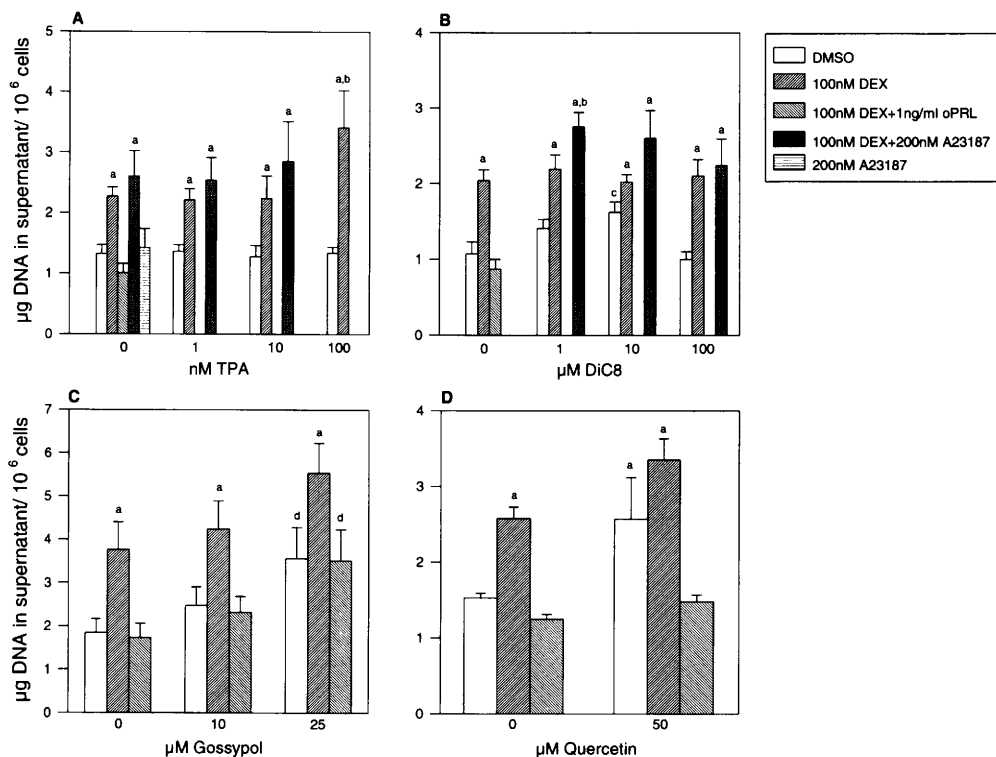 A
µg DNA in supernatant/ 10 6 cells
6
5
4
3
2
1
0
a
a
a
a
a
a
a,b
0 1 10 100
nM TPA
B
4
3
2
1
0
a
a
a,b
c
a
a
a
0 1 10 100
µM DiC8
DMSO
100nM DEX
100nM DEX+1ng/ml oPRL
100nM DEX+200nM A23187
200nM A23187
C
µg DNA in supernatant/ 10 6 cells
7
6
5
4
3
2
1
0
a
a
d
a
d
0 10 25
µM Gossypol
D
4
3
2
1
0
a
a
a
0 50
µM Quercetin